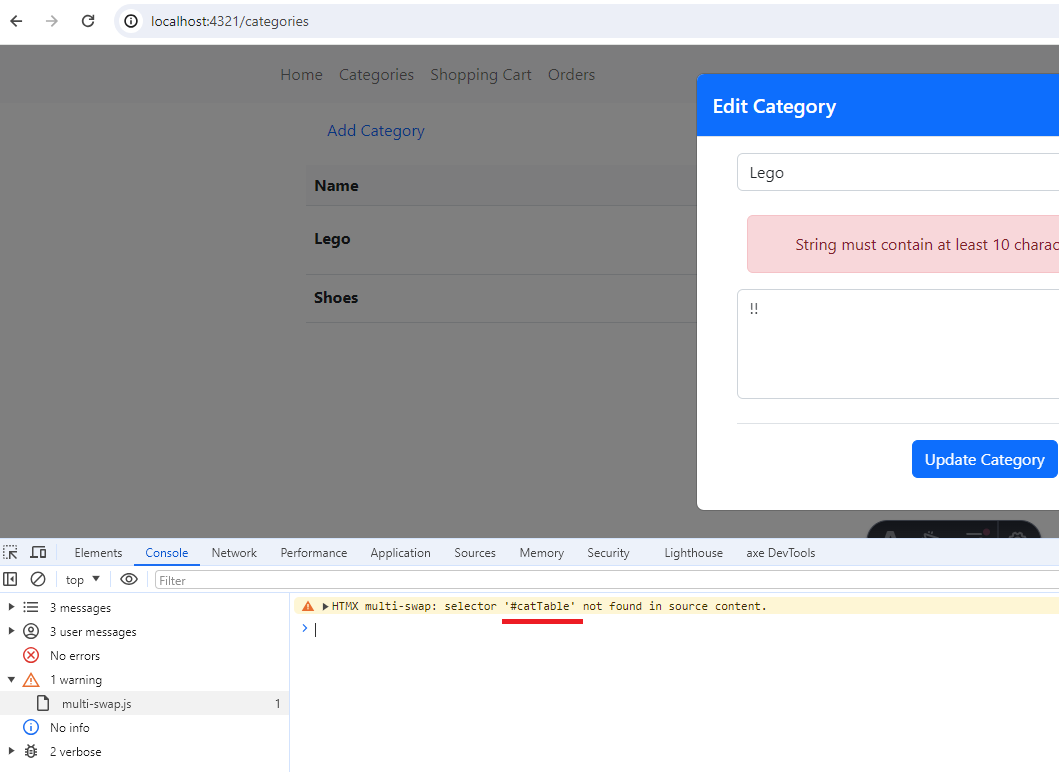 localhost:4321/categories
Home Categories Shopping Cart Orders
Edit Category
Add Category
Lego
Name
String must contain at least 10 charac
Lego
Shoes
!!
Update Category
Elements Console Network Performance Application Sources Memory Security Lighthouse axe DevTools
top Filter
3 messages
HTMX multi-swap: selector '#catTable' not found in source content.
3 user messages
No errors
1 warning
multi-swap.js 1
No info
2 verbose